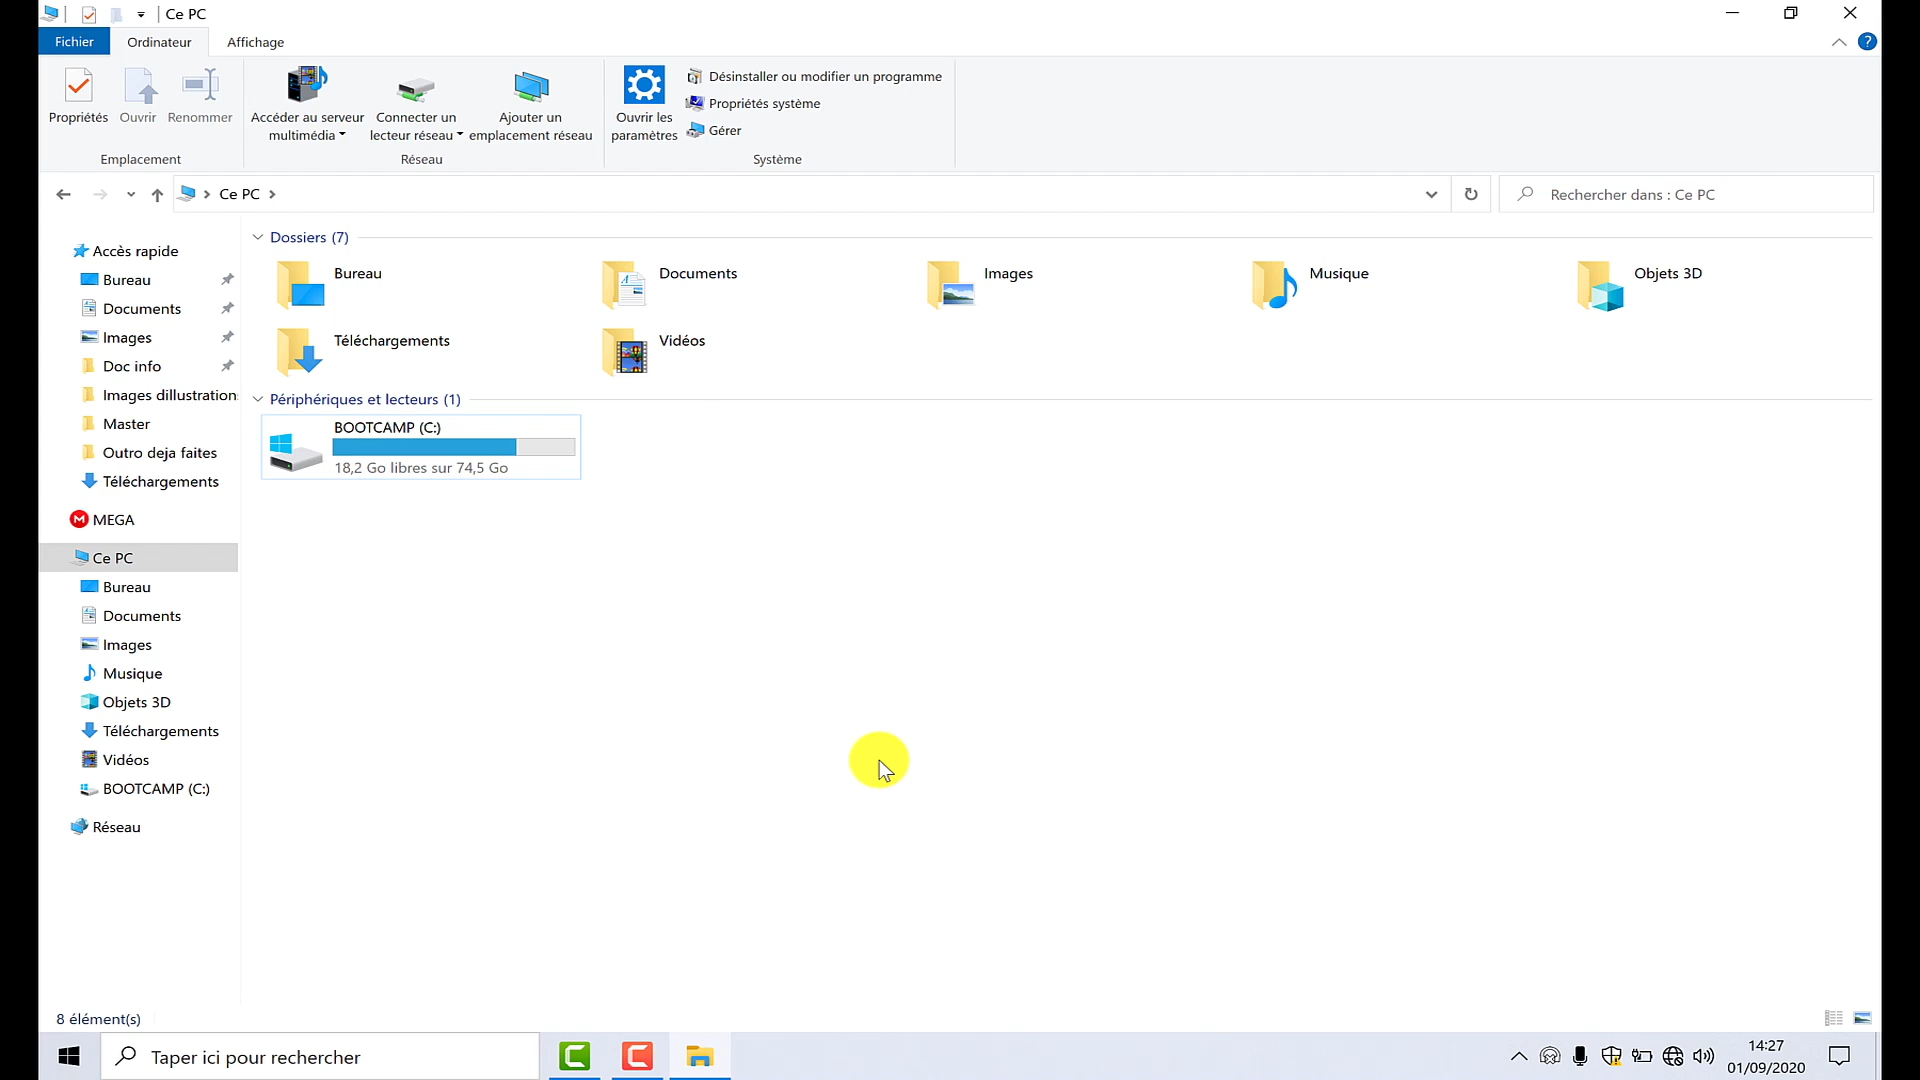 Ce PC
Fichier
Ordinateur
Affichage
Propriétés
Ouvrir
Renommer
Emplacement
Accéder au serveur
multimédia
Connecter un
lecteur réseau
Ajouter un
emplacement réseau
Réseau
Ouvrir les
paramètres
Désinstaller ou modifier un programme
Propriétés système
Gérer
Système
Ce PC
Rechercher dans : Ce PC
Accès rapide
Bureau
Documents
Images
Doc info
Images dillustration
Master
Outro deja faites
Téléchargements
MEGA
Ce PC
Bureau
Documents
Images
Musique
Objets 3D
Téléchargements
Vidéos
BOOTCAMP (C:)
Réseau
Dossiers (7)
Bureau
Documents
Images
Musique
Objets 3D
Téléchargements
Vidéos
Périphériques et lecteurs (1)
BOOTCAMP (C:)
18,2 Go libres sur 74,5 Go
8 élément(s)
Taper ici pour rechercher
14:27
01/09/2020